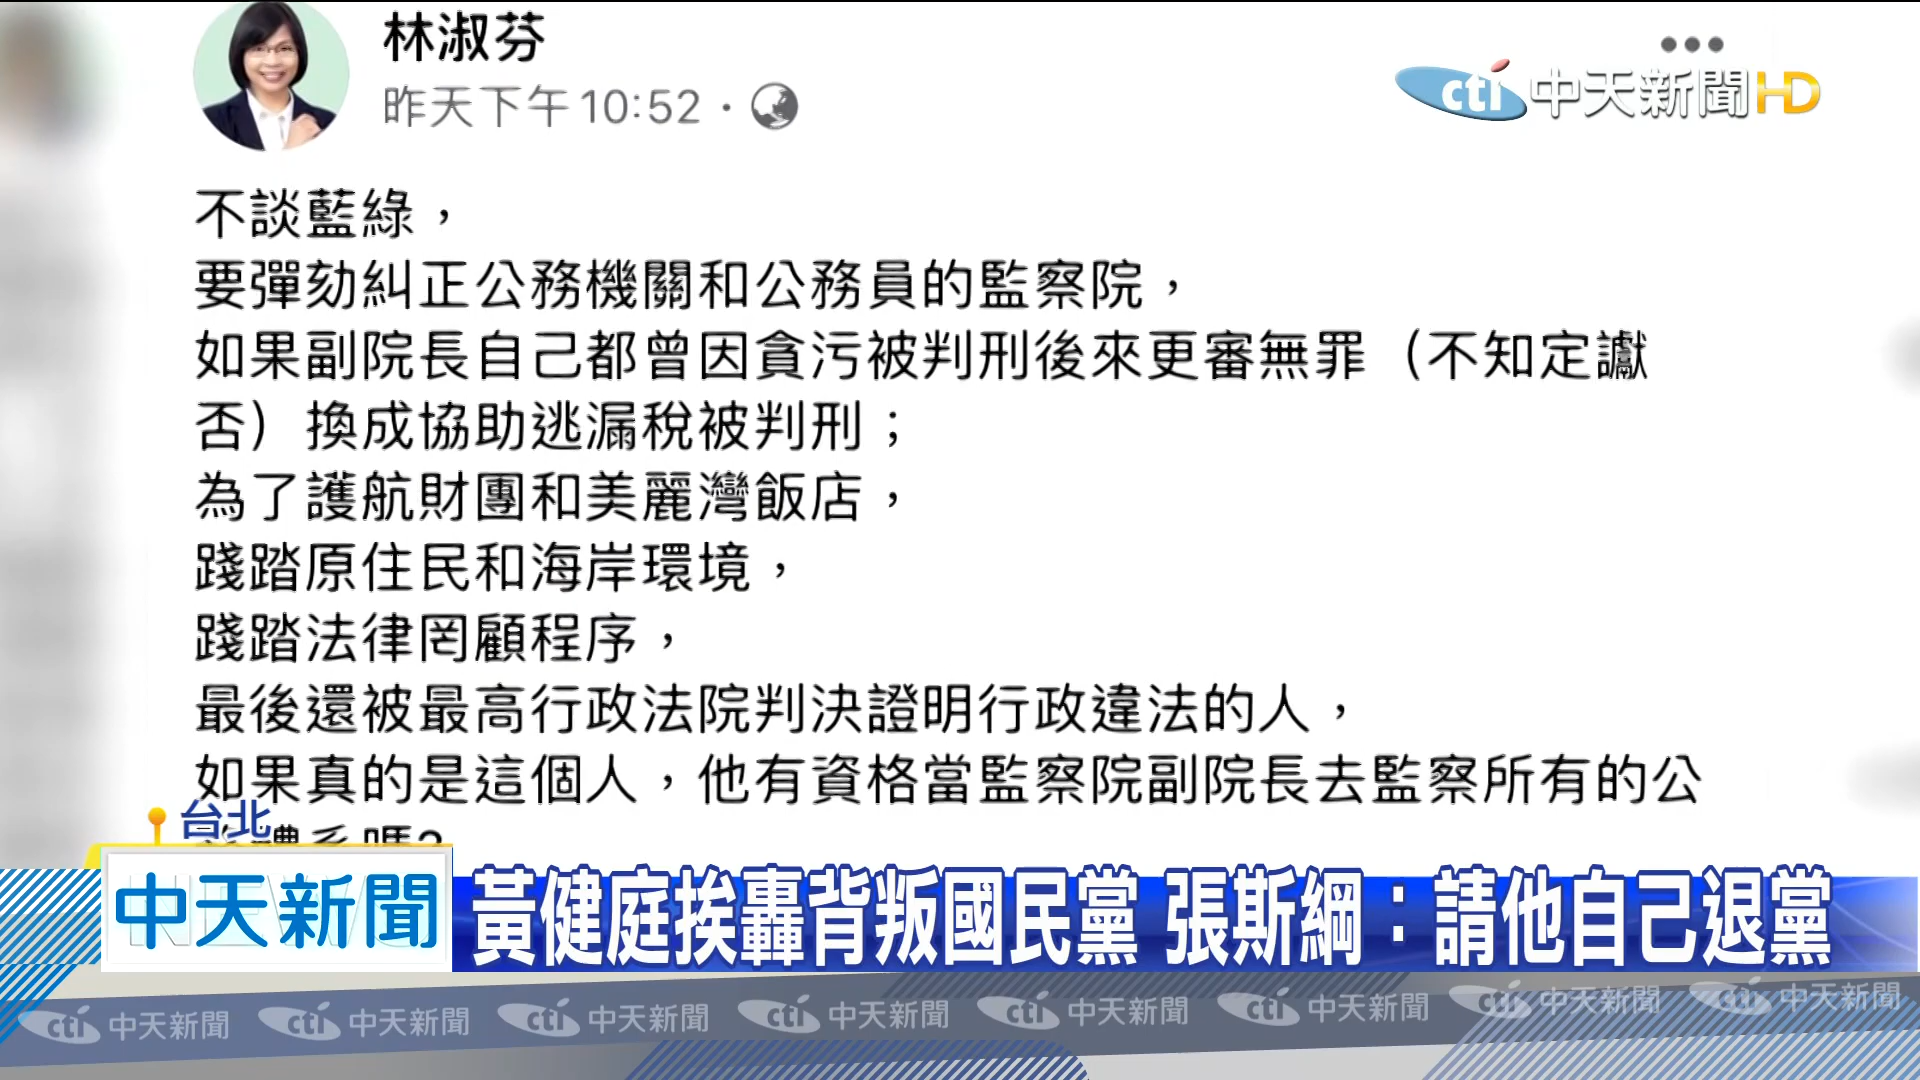 林淑芬
昨天下午10:52
cti 中天新聞HD
不談藍綠，
要彈劾糾正公務機關和公務員的監察院，
如果副院長自己都曾因貪污被判刑後來更審無罪（不知定讞
否）換成協助逃漏稅被判刑；
為了護航財團和美麗灣飯店，
踐踏原住民和海岸環境，
踐踏法律罔顧程序，
最後還被最高行政法院判決證明行政違法的人，
如果真的是這個人，他有資格當監察院副院長去監察所有的公
台北
中天新聞
黃健庭挨轟背叛國民黨 張斯綱：請他自己退黨
cti 中天新聞 cti 中天新聞 cti 中天新聞 cti 中天新聞 cti 中天新聞 cti 中天新聞 cti 中天新聞 cti 中天新聞